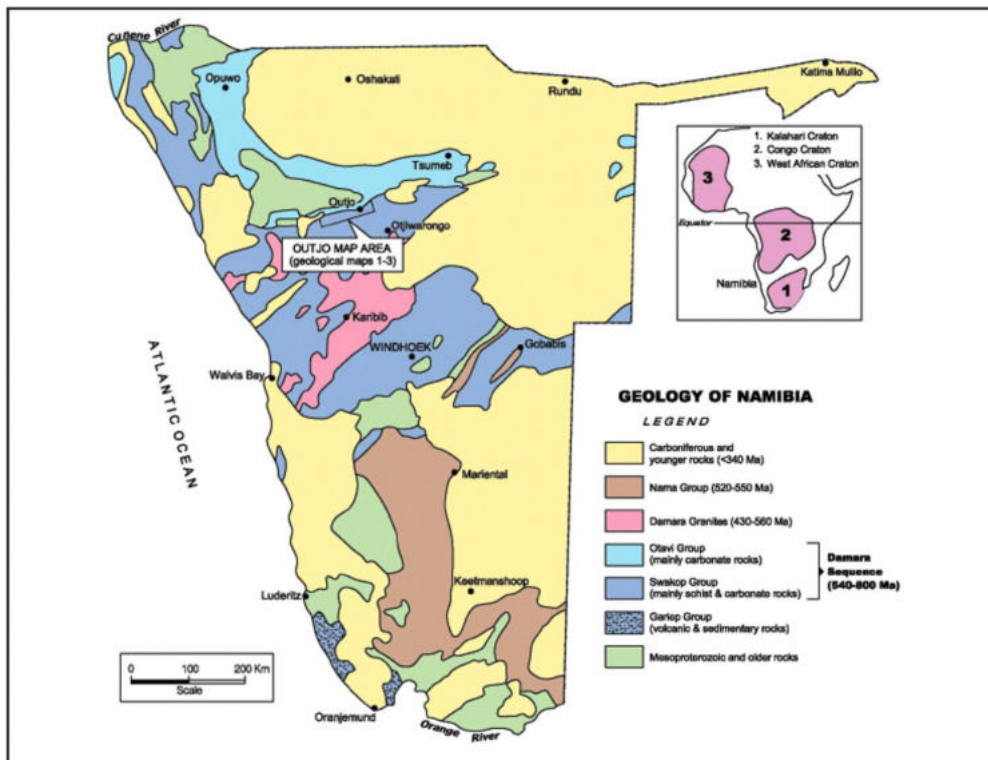 Cunene River
Opuwo
Oshakati
Rundu
Katima Mulilo
Tsumeb
Outjo
Otjiwarongo
OUTJO MAP AREA
(geological maps 1-3)
Karibib
WINDHOEK
Gobabis
Walvis Bay
ATLANTIC OCEAN
Mariental
Keetmanshoop
Luderitz
Oranjemund
Orange River
0 100 200 Km
Scale
1. Kalahari Craton
2. Congo Craton
3. West African Craton
3
Equator
2
Namibia
1
GEOLOGY OF NAMIBIA
LEGEND
Carboniferous and
younger rocks (<340 Ma)
Nama Group (520-550 Ma)
Damara Granites (430-560 Ma)
Otavi Group
(mainly carbonate rocks)
Swakop Group
(mainly schist & carbonate rocks)
Damara
Sequence
(540-800 Ma)
Gariep Group
(volcanic & sedimentary rocks)
Mesoproterozoic and older rocks